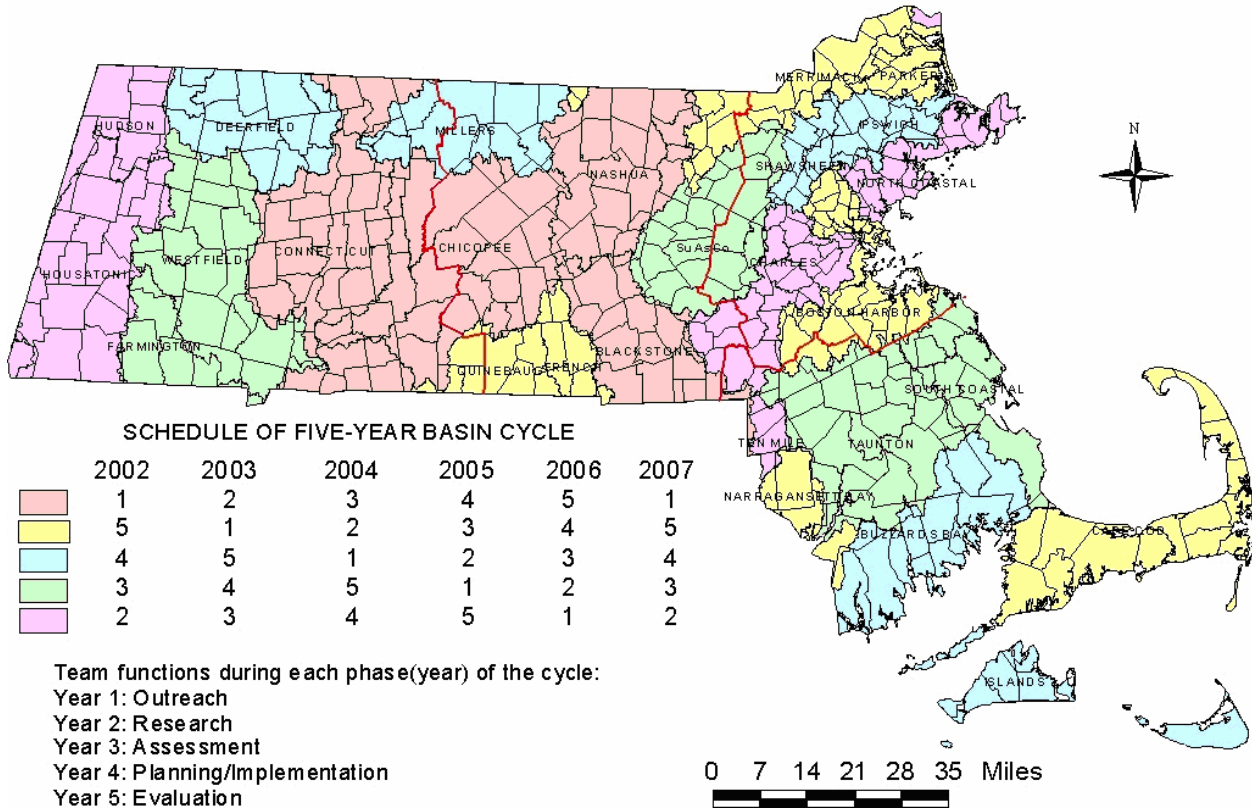 MERRIMACK
PARKER
HUDSON
DEERFIELD
MILLERS
IPSWICH
N
NASHUA
SHAWSHEEN
NORTH COASTAL
CONNECTICUT
CHICOPEE
SuAsCo
WESTFIELD
CHARLES
HOUSATONIC
BOSTON HARBOR
FARMINGTON
BLACKSTONE
QUINEBAUG
FRENCH
SOUTH COASTAL
SCHEDULE OF FIVE-YEAR BASIN CYCLE
TEN MILE
TAUNTON
2002 2003 2004 2005 2006 2007
1 2 3 4 5 1
NARRAGANSETT BAY
5 1 2 3 4 5
BUZZARDS BAY
CAPE COD
4 5 1 2 3 4
3 4 5 1 2 3
2 3 4 5 1 2
Team functions during each phase(year) of the cycle:
ISLANDS
Year 1: Outreach
Year 2: Research
Year 3: Assessment
Year 4: Planning/Implementation
Year 5: Evaluation
0 7 14 21 28 35 Miles